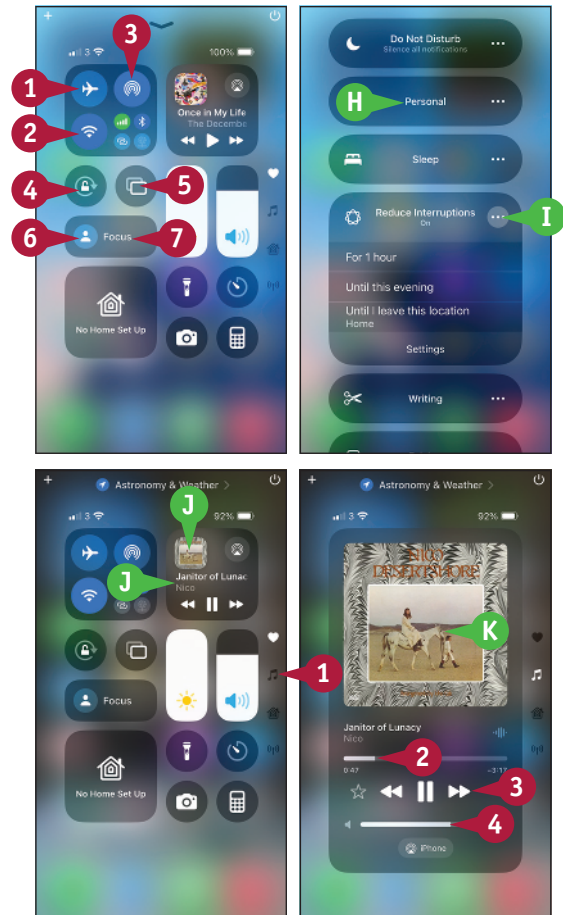 3
100%
1
2
Once in My Life
The Decembe
4
5
6
Focus
7
No Home Set Up
Do Not Disturb
Silence all notifications
H
Personal
Sleep
Reduce Interruptions
On
I
For 1 hour
Until this evening
Until I leave this location
Home
Settings
Writing
Astronomy & Weather >
3
92%
J
J
Janitor of Lunac
Nico
1
Focus
No Home Set Up
Astronomy & Weather >
3
92%
NICO
DESERTSHORE
K
Janitor of Lunacy
Nico
2
0:47
-3:17
3
4
iPhone